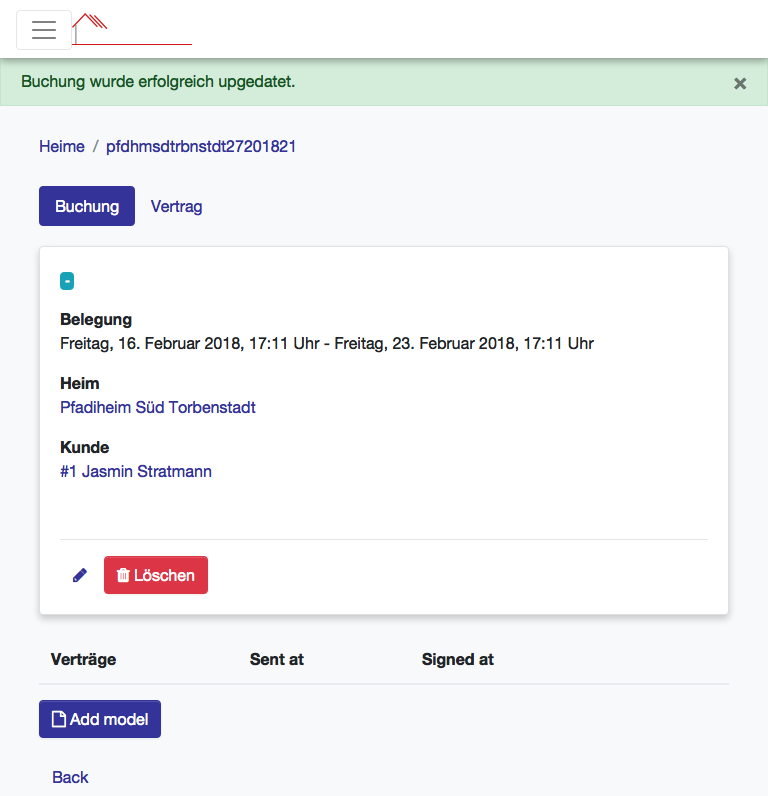 Buchung wurde erfolgreich upgedatet. ×
Heime / pfdhmsdtrbnstdt27201821
Buchung Vertrag
-
Belegung
Freitag, 16. Februar 2018, 17:11 Uhr - Freitag, 23. Februar 2018, 17:11 Uhr
Heim
Pfadiheim Süd Torbenstadt
Kunde
#1 Jasmin Stratmann
Löschen
Verträge Sent at Signed at
Add model
Back